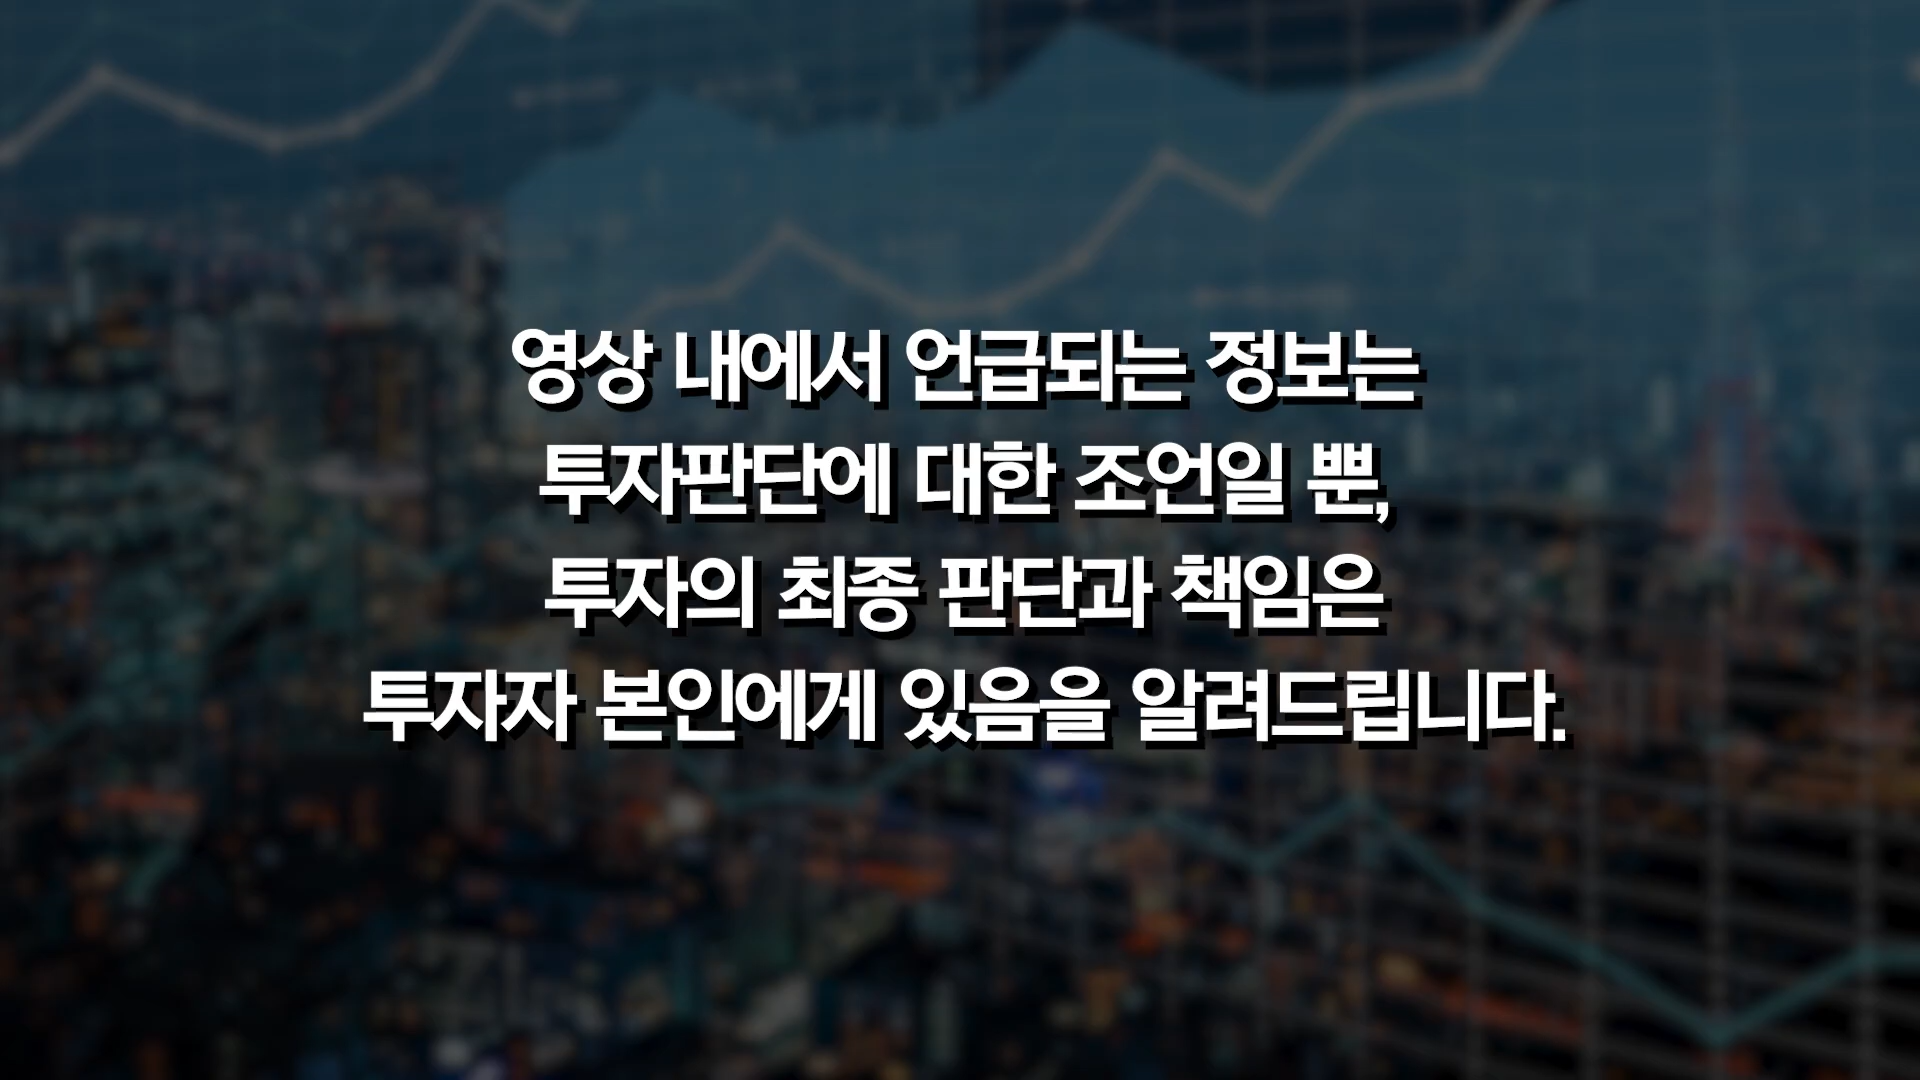 영상 내에서 언급되는 정보는
투자판단에 대한 조언일 뿐,
투자의 최종 판단과 책임은
투자자 본인에게 있음을 알려드립니다.